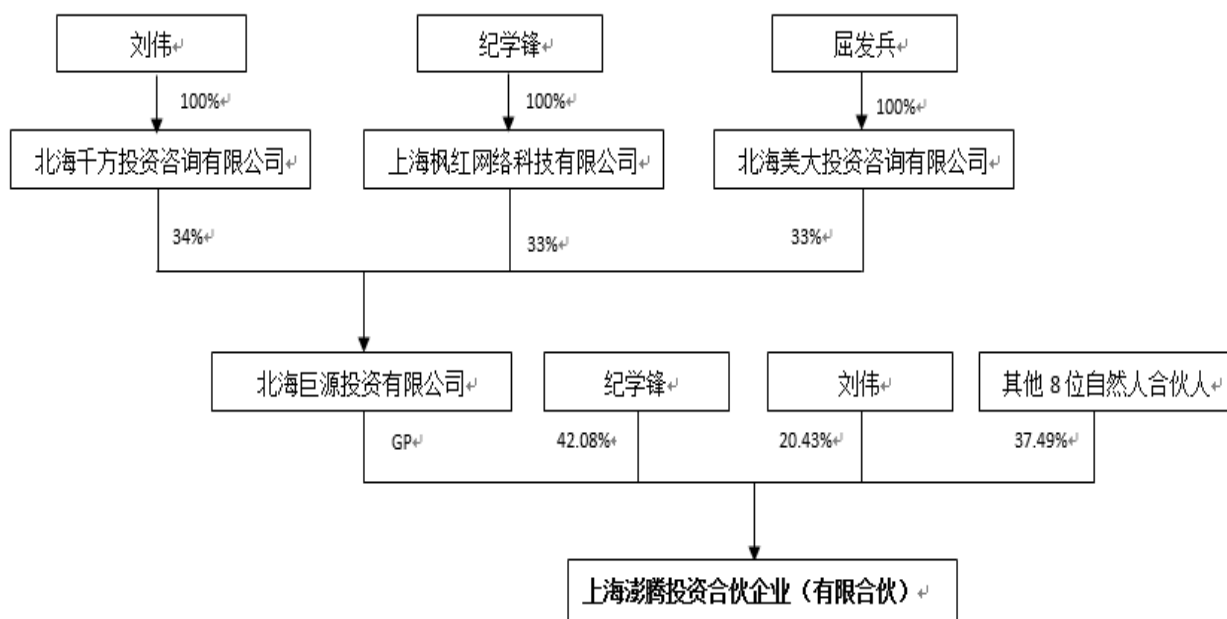 刘伟↵
纪学锋↵
屈发兵↵
100%↵
100%↵
100%↵
北海千方投资咨询有限公司↵
上海枫红网络科技有限公司↵
北海美大投资咨询有限公司↵
34%↵
33%↵
33%↵
北海巨源投资有限公司↵
纪学锋↵
刘伟↵
其他 8 位自然人合伙人↵
GP↵
42.08%↵
20.43%↵
37.49%↵
上海澎腾投资合伙企业（有限合伙）↵